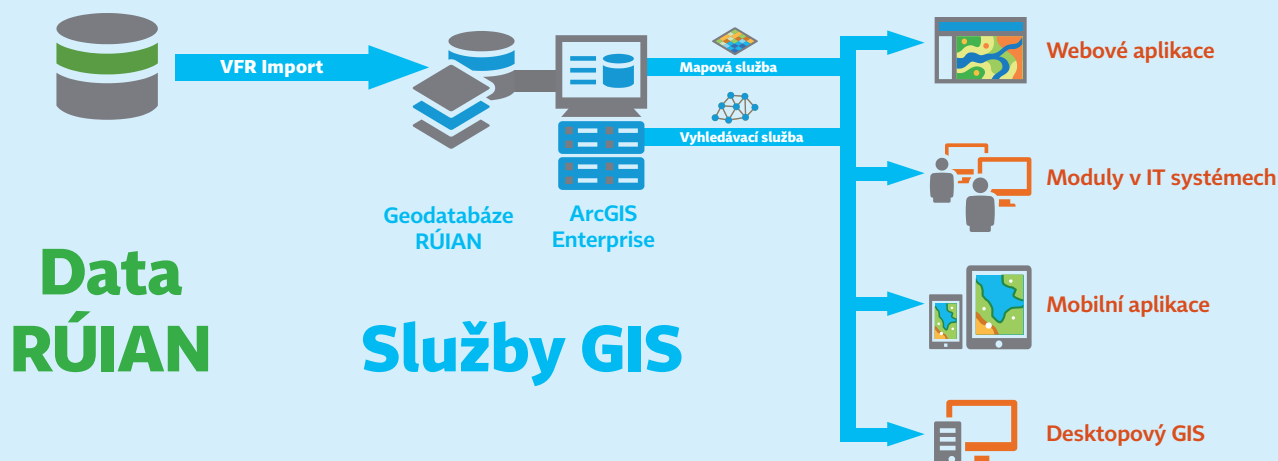 VFR Import
Mapová služba
Vyhledávací služba
Geodatabáze
RÚIAN
ArcGIS
Enterprise
Data
RÚIAN
Služby GIS
Webové aplikace
Moduly v IT systémech
Mobilní aplikace
Desktopový GIS